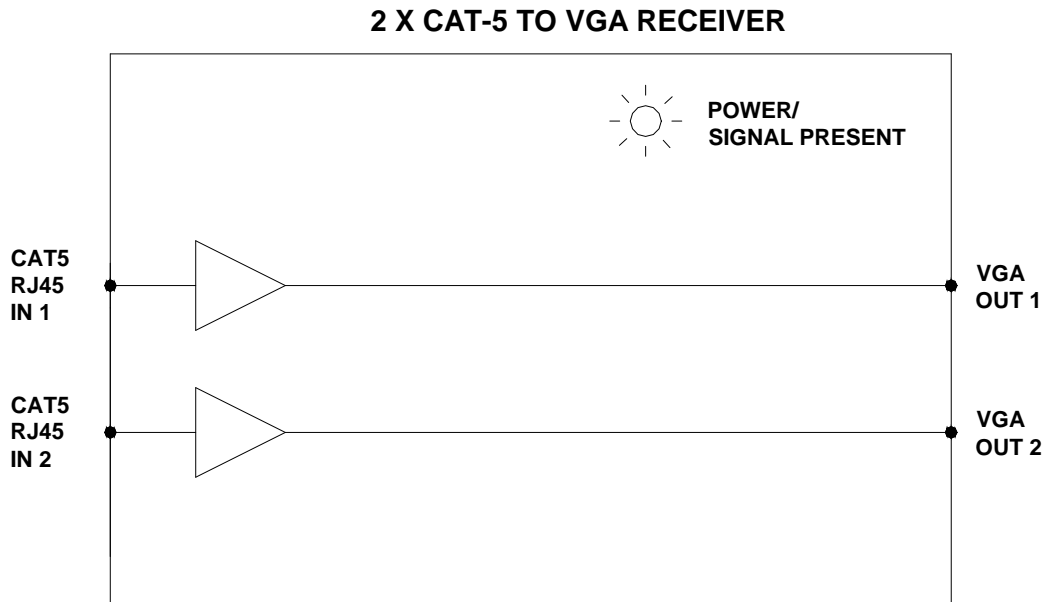 2 X CAT-5 TO VGA RECEIVER
POWER/
SIGNAL PRESENT
CAT5
RJ45
IN 1
VGA
OUT 1
CAT5
RJ45
IN 2
VGA
OUT 2